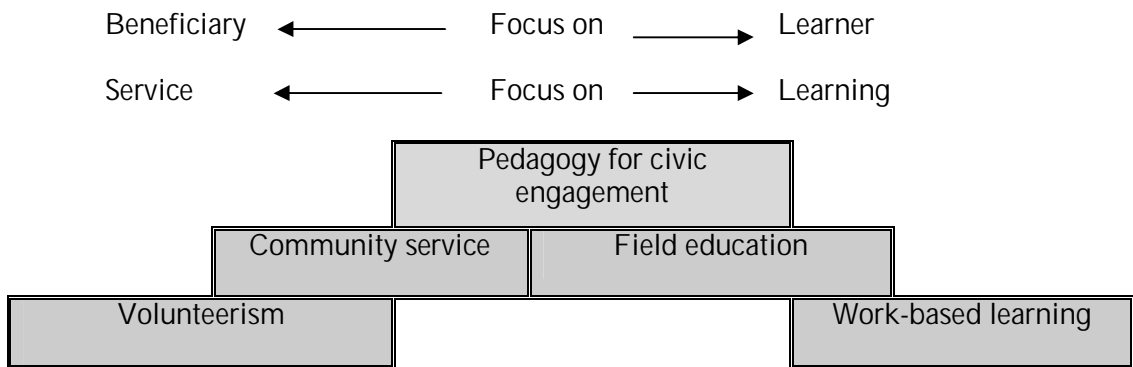 Beneficiary Focus on Learner
Service Focus on Learning
Pedagogy for civic
engagement
Community service Field education
Volunteerism Work-based learning